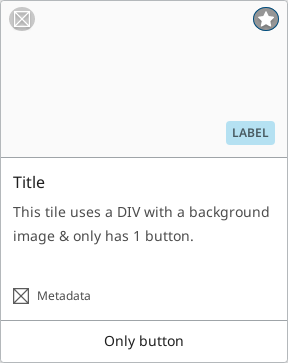 LABEL
Title
This tile uses a DIV with a background
image & only has 1 button.
Metadata
Only button